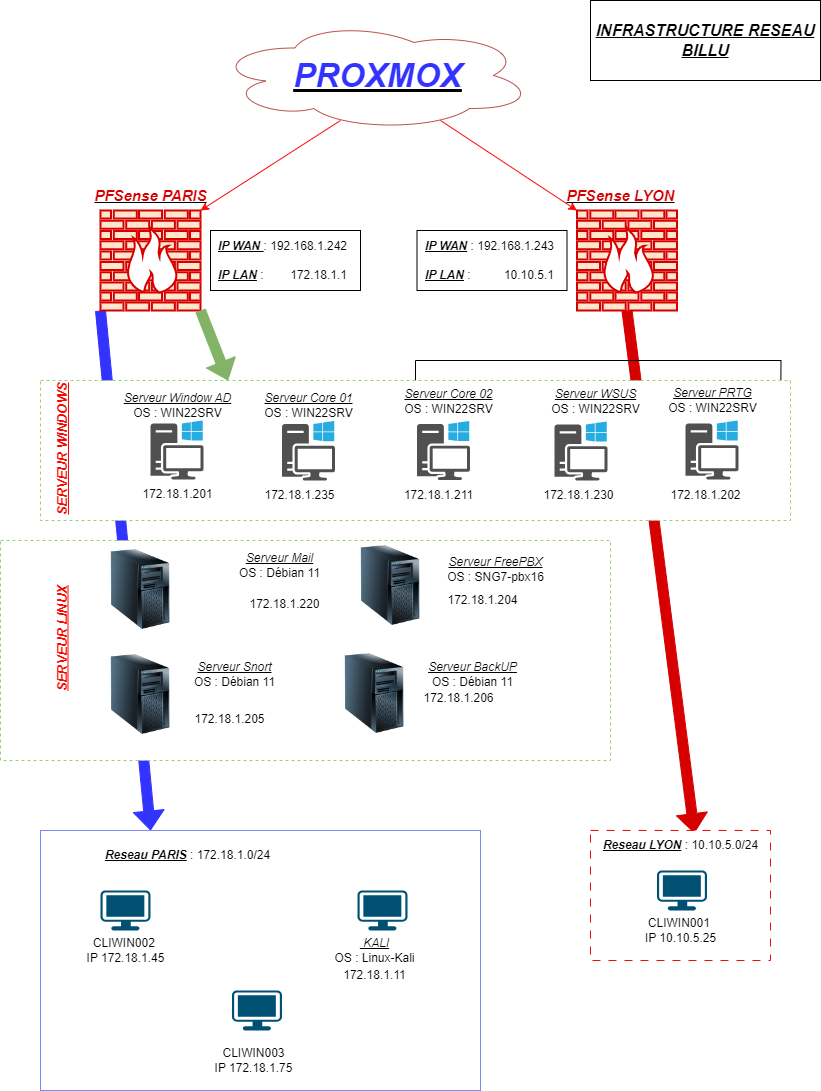 INFRASTRUCTURE RESEAU
BILLU
PROXMOX
PFSense PARIS
PFSense LYON
IP WAN : 192.168.1.242
IP LAN : 172.18.1.1
IP WAN : 192.168.1.243
IP LAN : 10.10.5.1
SERVEUR WINDOWS
Serveur Window AD
OS : WIN22SRV
172.18.1.201
Serveur Core 01
OS : WIN22SRV
172.18.1.235
Serveur Core 02
OS : WIN22SRV
172.18.1.211
Serveur WSUS
OS : WIN22SRV
172.18.1.230
Serveur PRTG
OS : WIN22SRV
172.18.1.202
SERVEUR LINUX
Serveur Mail
OS : Débian 11
172.18.1.220
Serveur FreePBX
OS : SNG7-pbx16
172.18.1.204
Serveur Snort
OS : Débian 11
172.18.1.205
Serveur BackUP
OS : Débian 11
172.18.1.206
Reseau PARIS : 172.18.1.0/24
CLIWIN002
IP 172.18.1.45
KALI
OS : Linux-Kali
172.18.1.11
CLIWIN003
IP 172.18.1.75
Reseau LYON : 10.10.5.0/24
CLIWIN001
IP 10.10.5.25